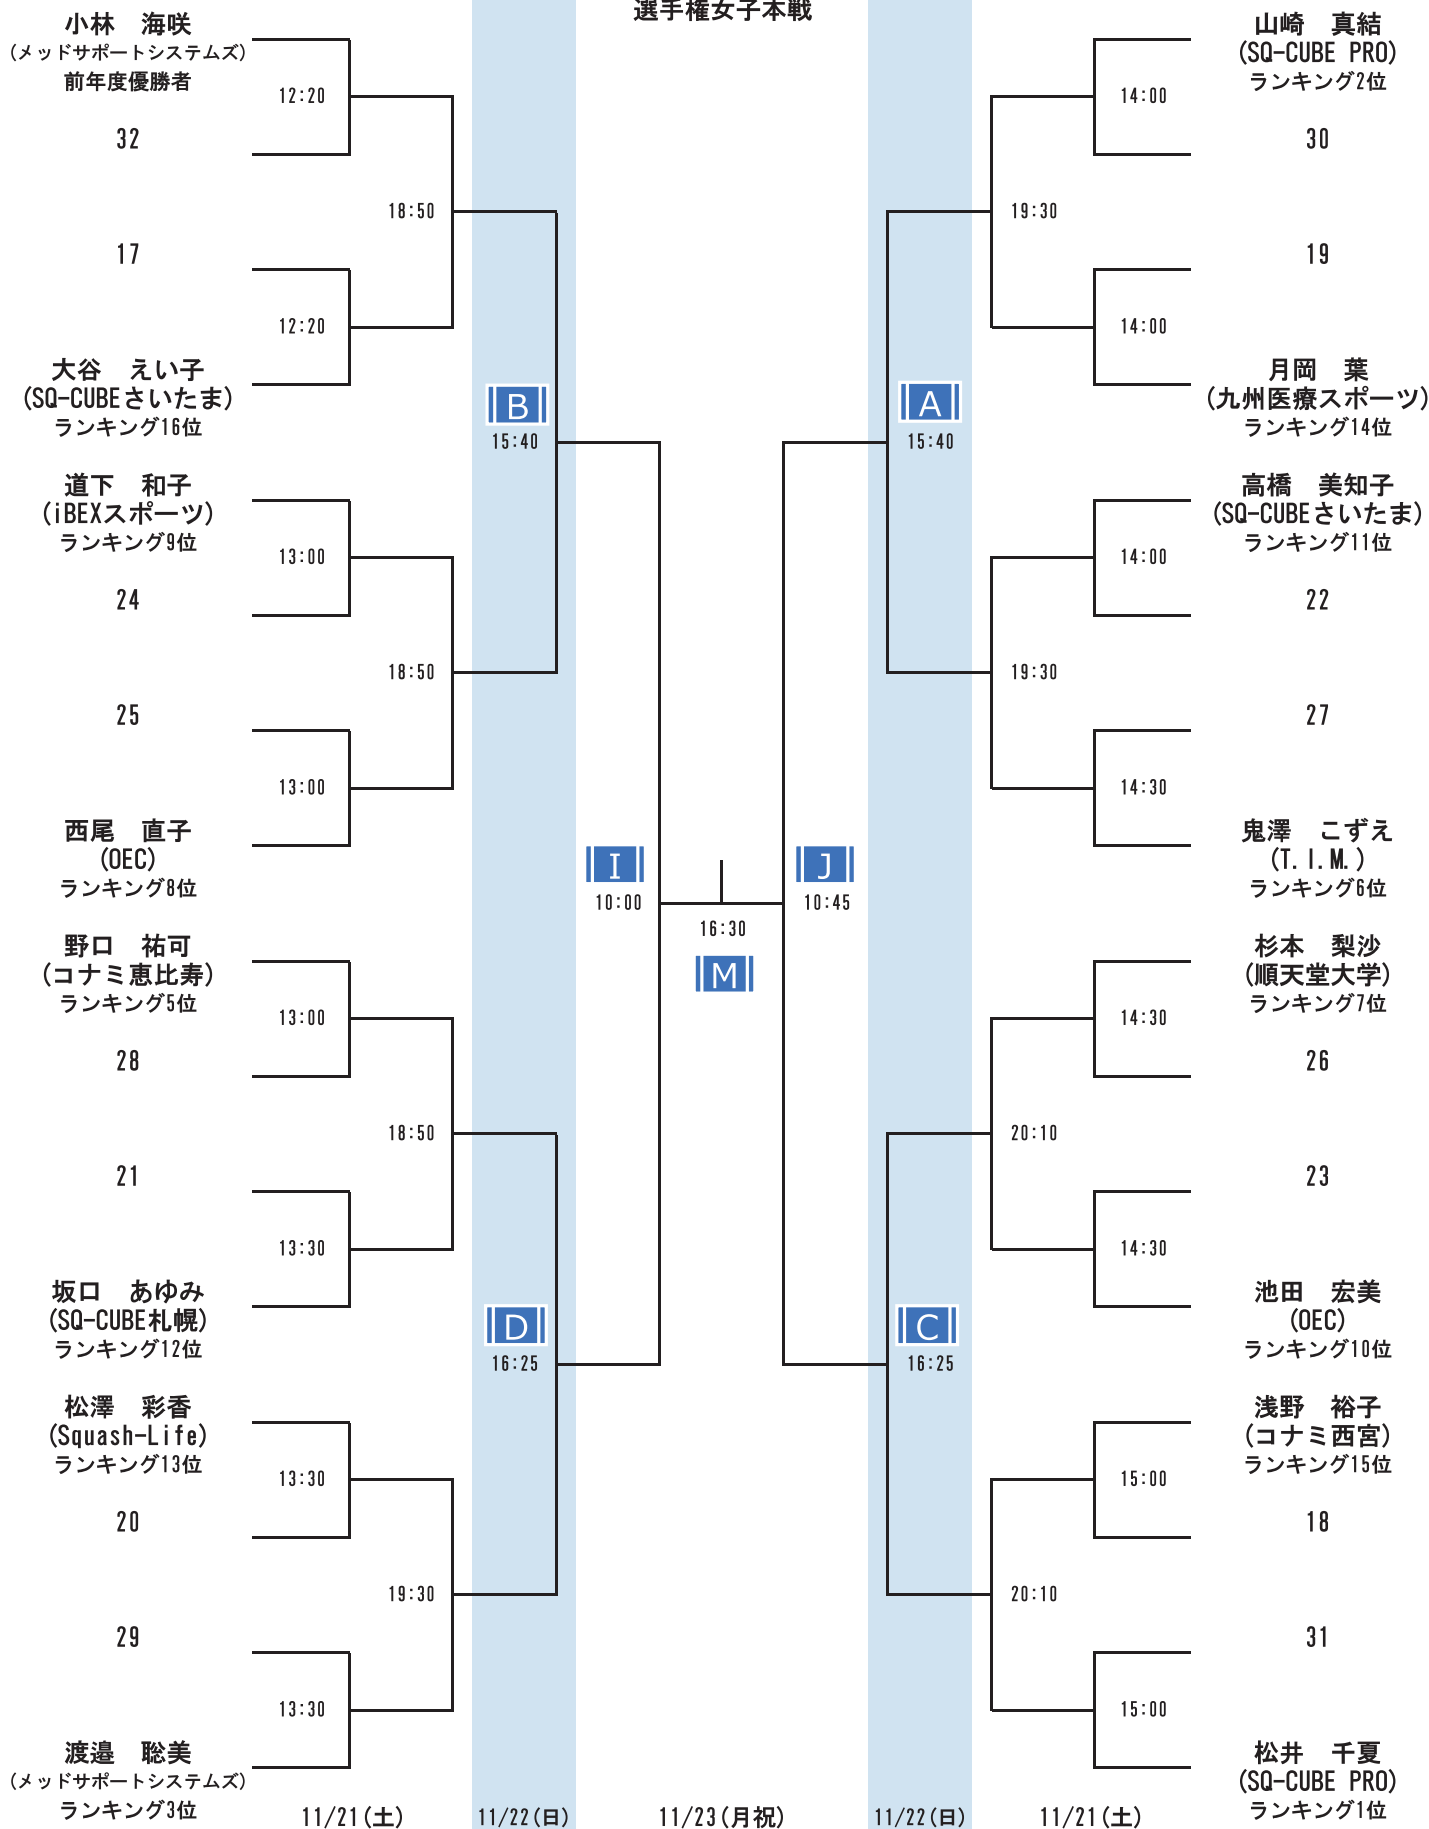 選手権女子本戦
小林　海咲
(メッドサポートシステムズ)
前年度優勝者
12:20
32
18:50
17
12:20
大谷　えい子
(SQ-CUBEさいたま)
ランキング16位
B
15:40
道下　和子
(iBEXスポーツ)
ランキング9位
13:00
24
18:50
25
13:00
西尾　直子
(OEC)
ランキング8位
I
10:00
野口　祐可
(コナミ恵比寿)
ランキング5位
13:00
28
18:50
21
13:30
坂口　あゆみ
(SQ-CUBE札幌)
ランキング12位
D
16:25
松澤　彩香
(Squash-Life)
ランキング13位
13:30
20
19:30
29
13:30
渡邉　聡美
(メッドサポートシステムズ)
ランキング3位
16:30
M
山崎　真結
(SQ-CUBE PRO)
ランキング2位
14:00
30
19:30
19
14:00
月岡　葉
(九州医療スポーツ)
ランキング14位
A
15:40
高橋　美知子
(SQ-CUBEさいたま)
ランキング11位
14:00
22
19:30
27
14:30
鬼澤　こずえ
(T.I.M.)
ランキング6位
J
10:45
杉本　梨沙
(順天堂大学)
ランキング7位
14:30
26
20:10
23
14:30
池田　宏美
(OEC)
ランキング10位
C
16:25
浅野　裕子
(コナミ西宮)
ランキング15位
15:00
18
20:10
31
15:00
松井　千夏
(SQ-CUBE PRO)
ランキング1位
11/21(土)
11/22(日)
11/23(月祝)
11/22(日)
11/21(土)